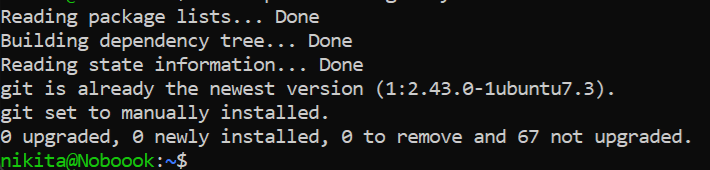 Reading package lists... Done
Building dependency tree... Done
Reading state information... Done
git is already the newest version (1:2.43.0-1ubuntu7.3).
git set to manually installed.
0 upgraded, 0 newly installed, 0 to remove and 67 not upgraded.
nikita@Noboook:~$